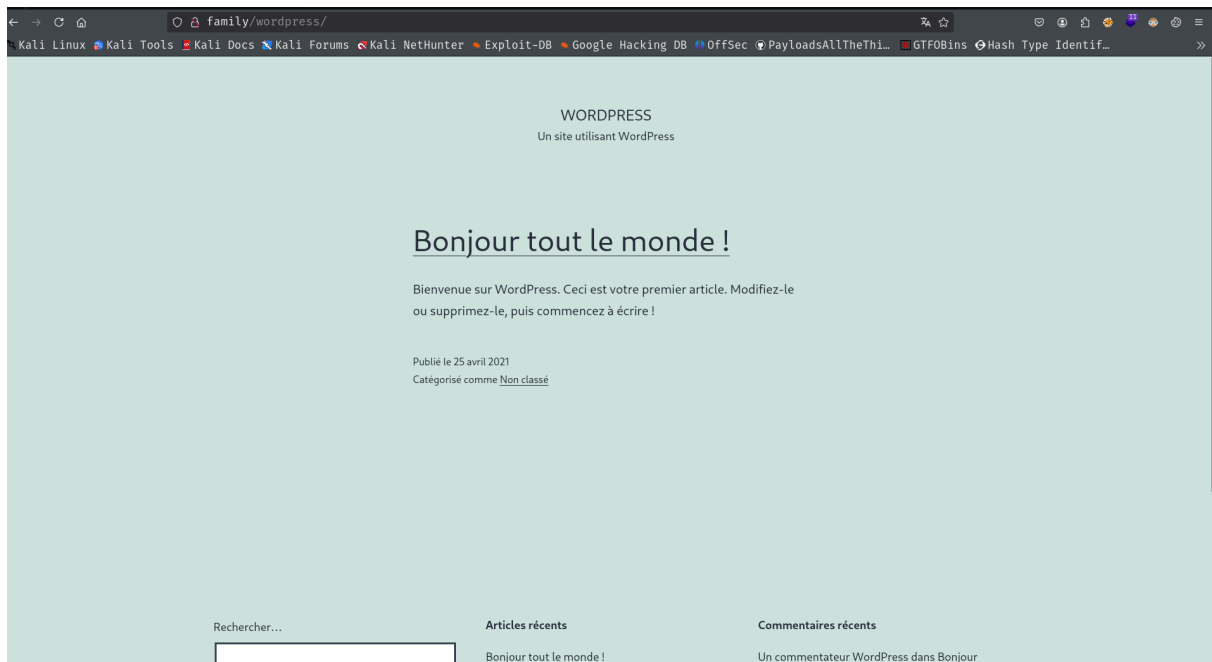 family/wordpress/
Kali Linux Kali Tools Kali Docs Kali Forums Kali NetHunter Exploit-DB Google Hacking DB OffSec PayloadsAllTheThi… GTFOBins Hash Type Identif…
WORDPRESS
Un site utilisant WordPress
Bonjour tout le monde !
Bienvenue sur WordPress. Ceci est votre premier article. Modifiez-le
ou supprimez-le, puis commencez à écrire !
Publié le 25 avril 2021
Catégorisé comme Non classé
Rechercher…
Articles récents
Bonjour tout le monde !
Commentaires récents
Un commentateur WordPress dans Bonjour